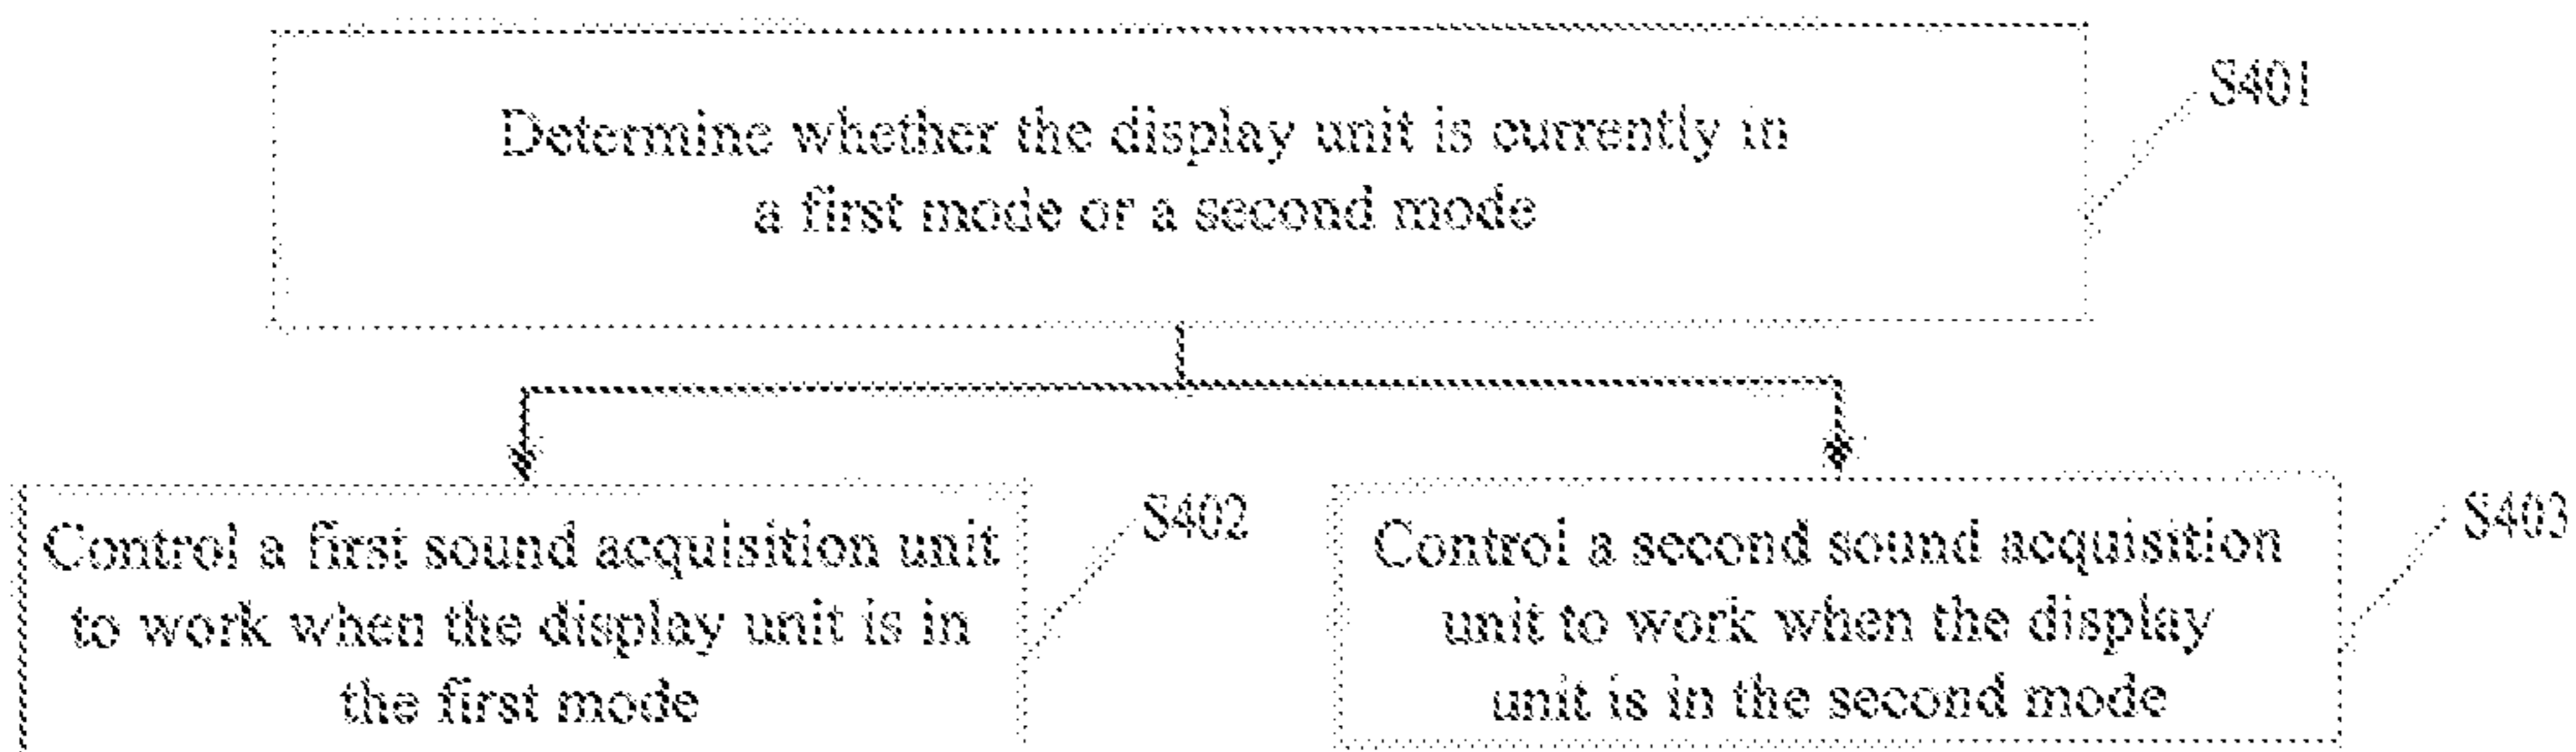 S401
Determine whether the display unit is currently in
a first mode or a second mode
S402
Control a first sound acquisition unit
to work when the display unit is in
the first mode
S403
Control a second sound acquisition
unit to work when the display
unit is in the second mode